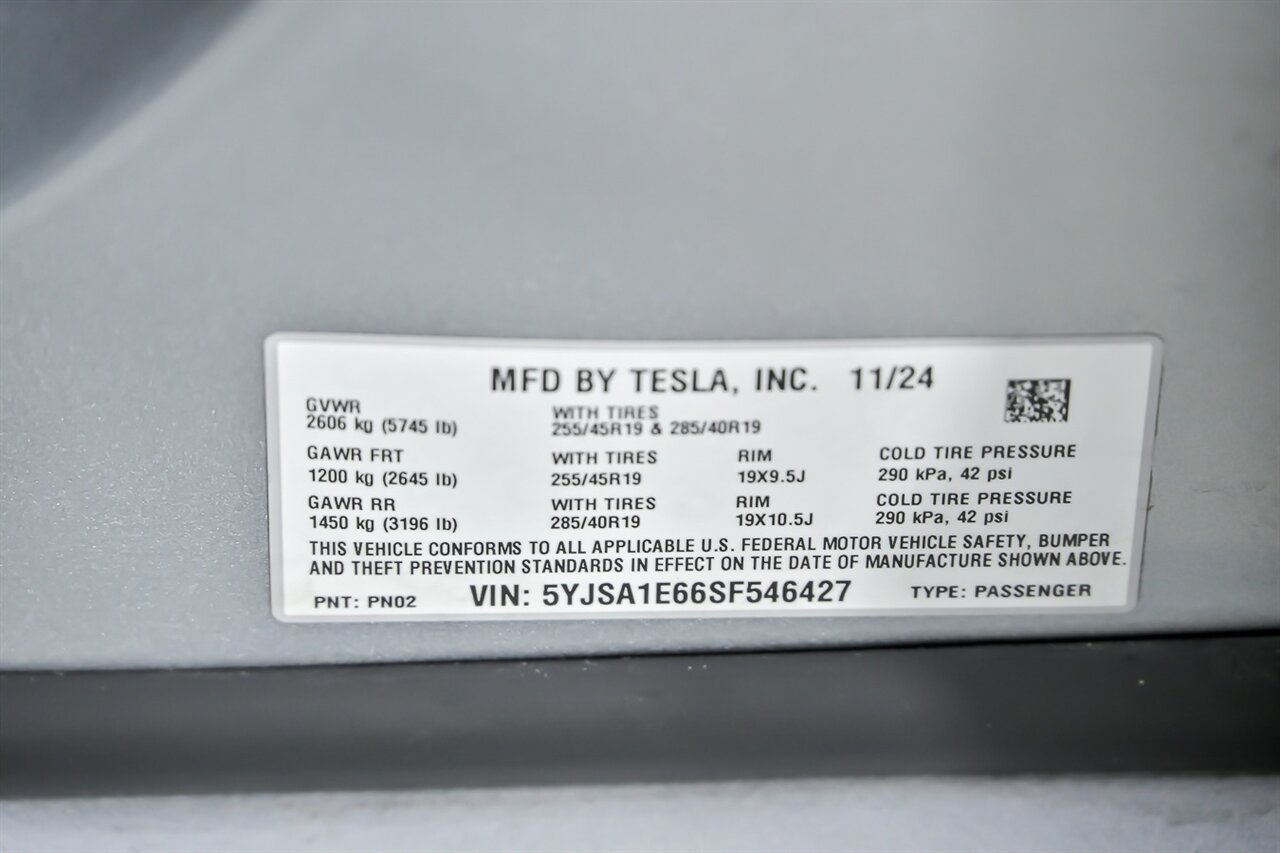 MFD BY TESLA, INC. 11/24
GVWR WITH TIRES
2606 kg (5745 lb) 255/45R19 & 285/40R19
GAWR FRT WITH TIRES RIM COLD TIRE PRESSURE
1200 kg (2645 lb) 255/45R19 19X9.5J 290 kPa, 42 psi
GAWR RR WITH TIRES RIM COLD TIRE PRESSURE
1450 kg (3196 lb) 285/40R19 19X10.5J 290 kPa, 42 psi
THIS VEHICLE CONFORMS TO ALL APPLICABLE U.S. FEDERAL MOTOR VEHICLE SAFETY, BUMPER
AND THEFT PREVENTION STANDARDS IN EFFECT ON THE DATE OF MANUFACTURE SHOWN ABOVE.
PNT: PN02 VIN: 5YJSA1E66SF546427 TYPE: PASSENGER